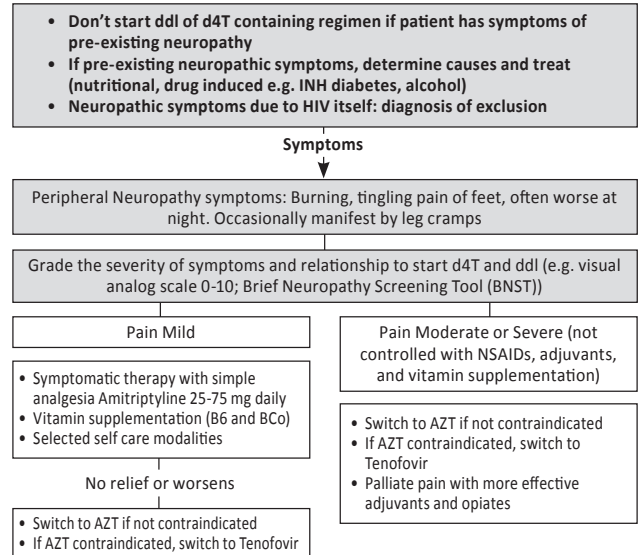 • Don't start ddl of d4T containing regimen if patient has symptoms of
pre-existing neuropathy
• If pre-existing neuropathic symptoms, determine causes and treat
(nutritional, drug induced e.g. INH diabetes, alcohol)
• Neuropathic symptoms due to HIV itself: diagnosis of exclusion
Symptoms
Peripheral Neuropathy symptoms: Burning, tingling pain of feet, often worse at
night. Occasionally manifest by leg cramps
Grade the severity of symptoms and relationship to start d4T and ddl (e.g. visual
analog scale 0-10; Brief Neuropathy Screening Tool (BNST))
Pain Mild
• Symptomatic therapy with simple
analgesia Amitriptyline 25-75 mg daily
• Vitamin supplementation (B6 and BCo)
• Selected self care modalities
No relief or worsens
• Switch to AZT if not contraindicated
• If AZT contraindicated, switch to Tenofovir
Pain Moderate or Severe (not
controlled with NSAIDs, adjuvants,
and vitamin supplementation)
• Switch to AZT if not contraindicated
• If AZT contraindicated, switch to
Tenofovir
• Palliate pain with more effective
adjuvants and opiates